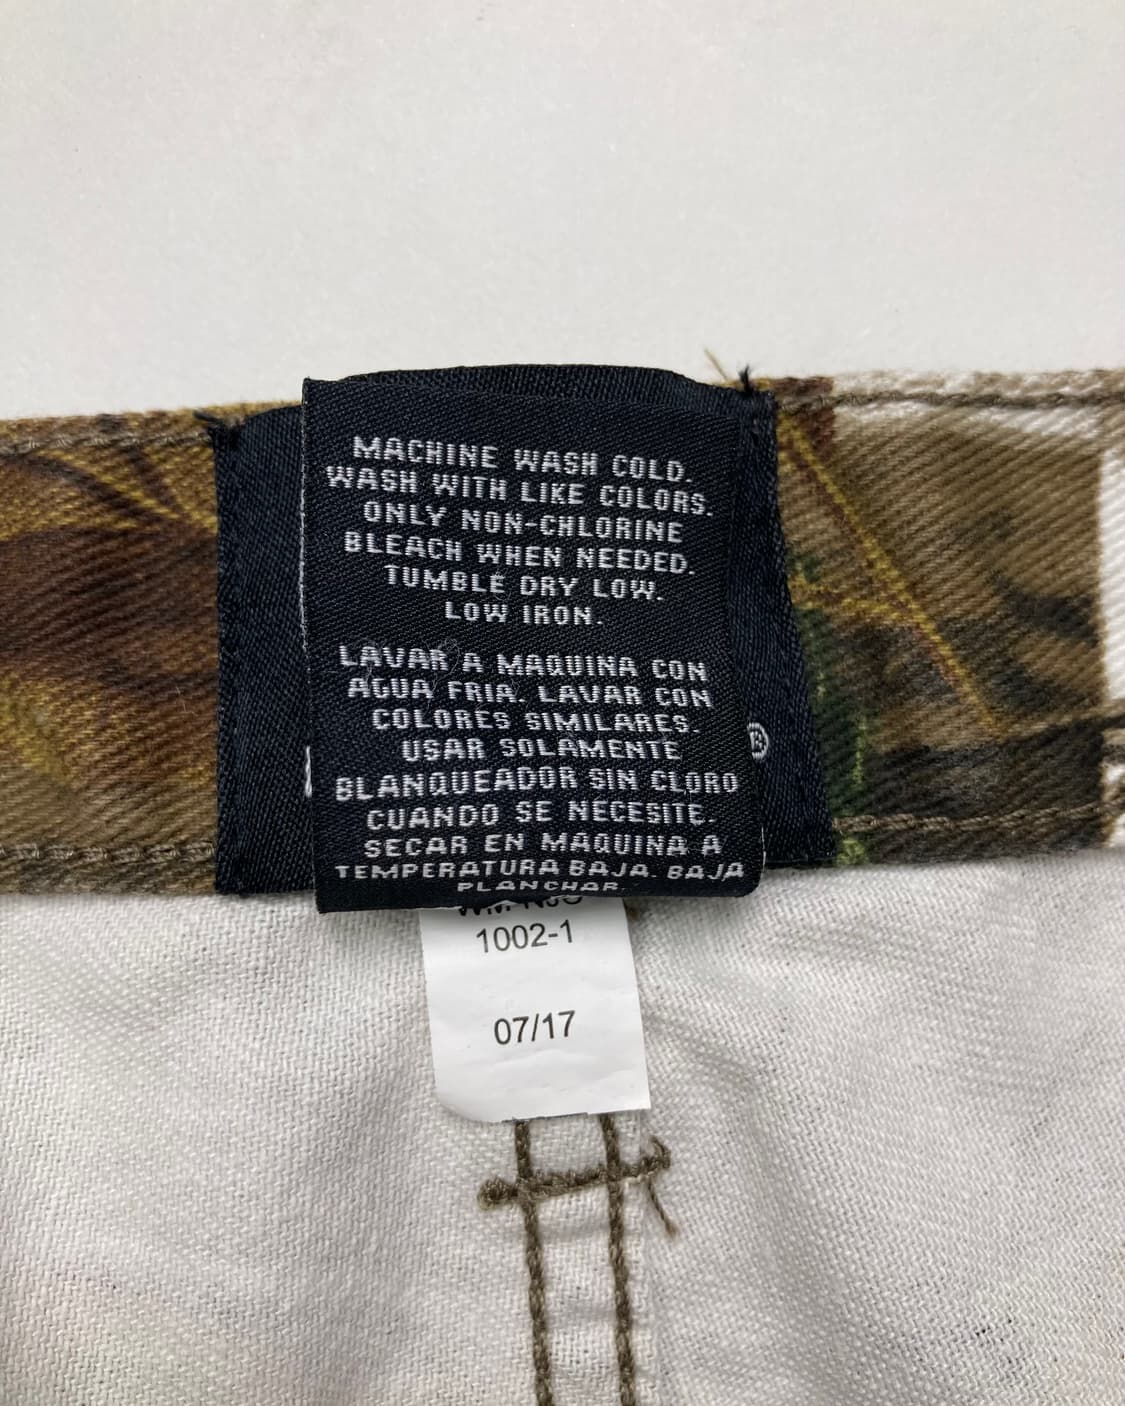 MACHINE WASH COLD.
WASH WITH LIKE COLORS.
ONLY NON-CHLORINE
BLEACH WHEN NEEDED.
TUMBLE DRY LOW.
LOW IRON.
LAVAR A MAQUINA CON
AGUA FRIA. LAVAR CON
COLORES SIMILARES.
USAR SOLAMENTE
BLANQUEADOR SIN CLORO
CUANDO SE NECESITE.
SECAR EN MAQUINA A
TEMPERATURA BAJA. BAJA
PLANCHAR.
®
1002-1
07/17